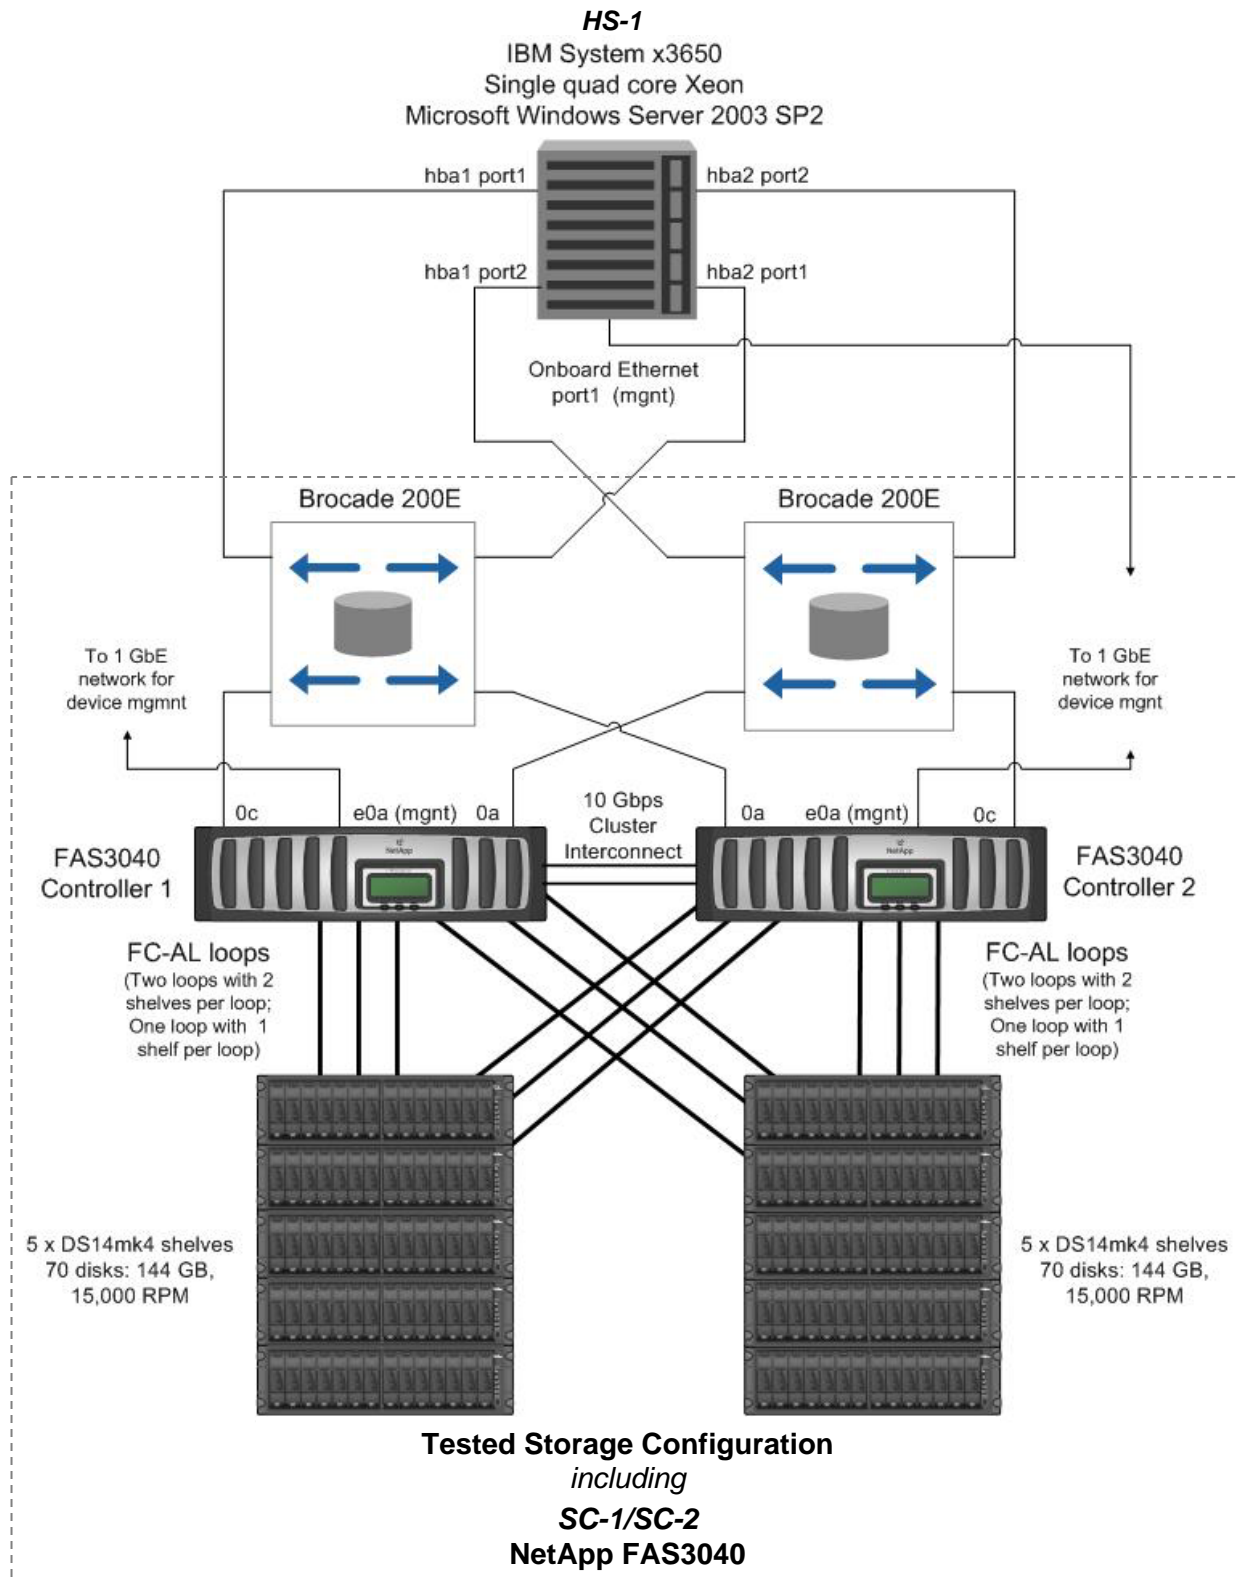 HS-1
IBM System x3650
Single quad core Xeon
Microsoft Windows Server 2003 SP2
hba1 port1
hba2 port2
hba1 port2
hba2 port1
Onboard Ethernet
port1 (mgnt)
Brocade 200E
Brocade 200E
To 1 GbE
network for
device mgmnt
To 1 GbE
network for
device mgnt
0c
e0a (mgnt)
0a
10 Gbps
Cluster
Interconnect
0a
e0a (mgnt)
0c
NetApp
NetApp
FAS3040
Controller 1
FAS3040
Controller 2
FC-AL loops
(Two loops with 2
shelves per loop;
One loop with 1
shelf per loop)
FC-AL loops
(Two loops with 2
shelves per loop;
One loop with 1
shelf per loop)
5 x DS14mk4 shelves
70 disks: 144 GB,
15,000 RPM
5 x DS14mk4 shelves
70 disks: 144 GB,
15,000 RPM
Tested Storage Configuration
including
SC-1/SC-2
NetApp FAS3040